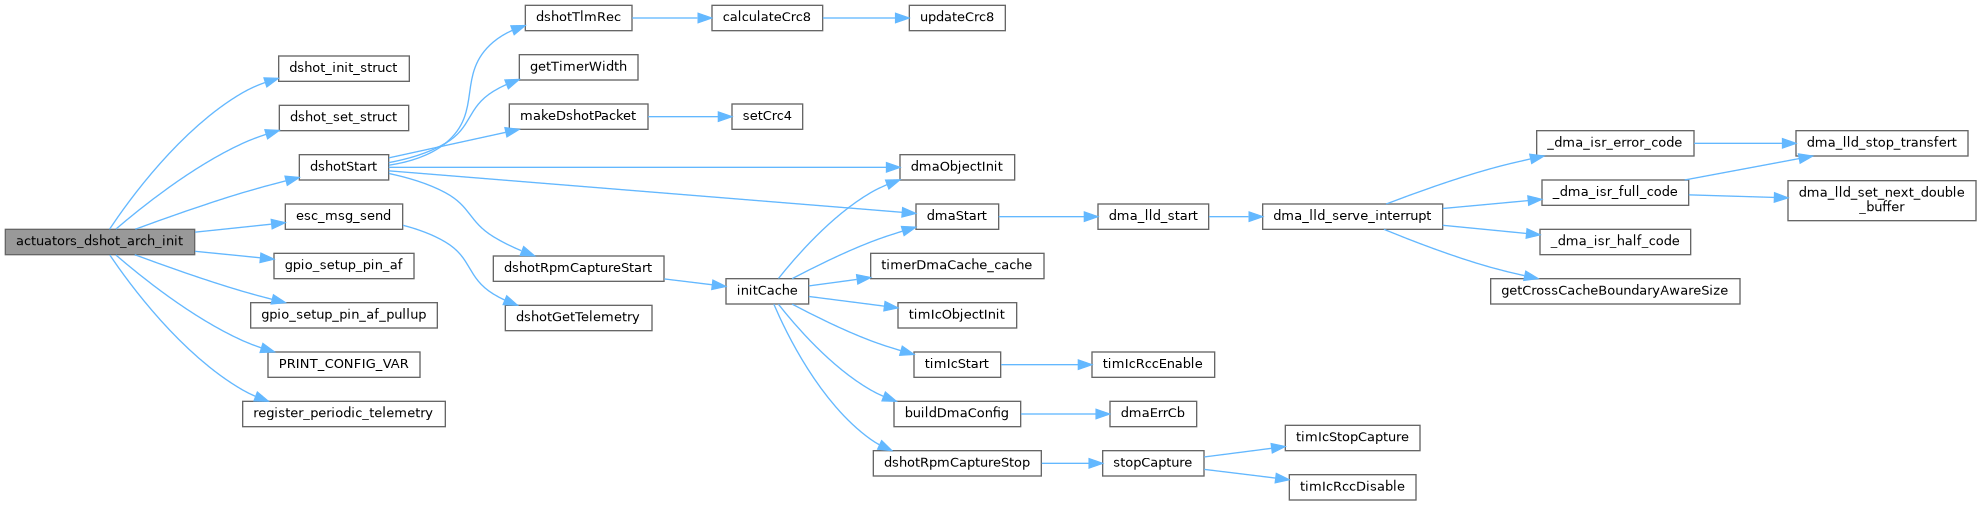 dshotTlmRec
calculateCrc8
updateCrc8
dshot_init_struct
getTimerWidth
dshot_set_struct
makeDshotPacket
setCrc4
_dma_isr_error_code
dma_lld_stop_transfert
dshotStart
dmaObjectInit
_dma_isr_full_code
dma_lld_set_next_double
_buffer
esc_msg_send
dmaStart
dma_lld_start
dma_lld_serve_interrupt
actuators_dshot_arch_init
_dma_isr_half_code
gpio_setup_pin_af
dshotRpmCaptureStart
timerDmaCache_cache
initCache
getCrossCacheBoundaryAwareSize
gpio_setup_pin_af_pullup
dshotGetTelemetry
timIcObjectInit
PRINT_CONFIG_VAR
timIcStart
timIcRccEnable
register_periodic_telemetry
buildDmaConfig
dmaErrCb
timIcStopCapture
dshotRpmCaptureStop
stopCapture
timIcRccDisable